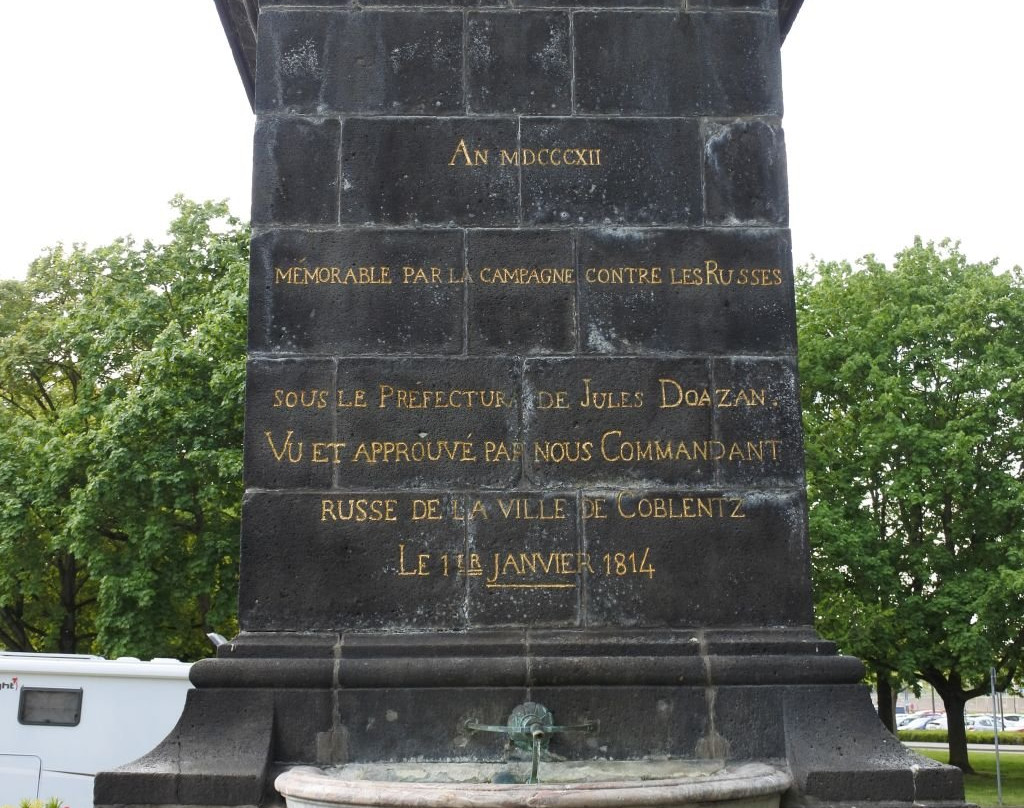 AN MDCCCXII
MÉMORABLE PAR LA CAMPAGNE CONTRE LES RUSSES
SOUS LE PREFECTURA DE JULES DOAZAN.
VU ET APPROUVÉ PAR NOUS COMMANDANT
RUSSE DE LA VILLE DE COBLENTZ
LE 1ER JANVIER 1814